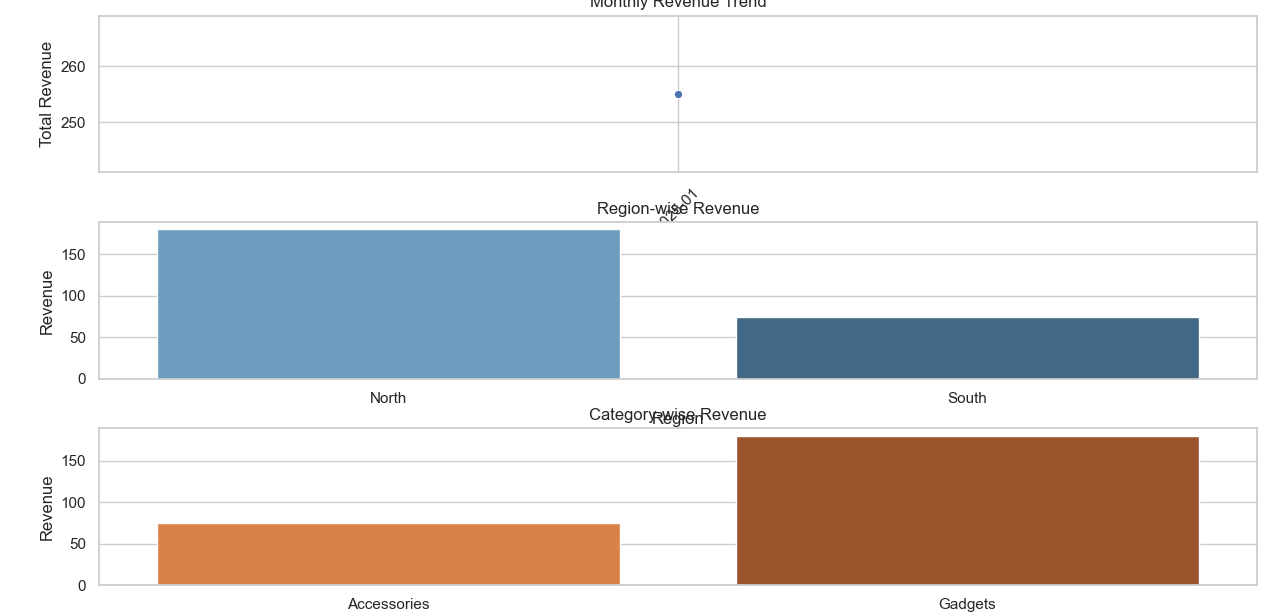 Monthly Revenue Trend
Total Revenue
260
250
Region-wise Revenue
Revenue
150
100
50
0
North
South
Region
Category-wise Revenue
Revenue
150
100
50
0
Accessories
Gadgets